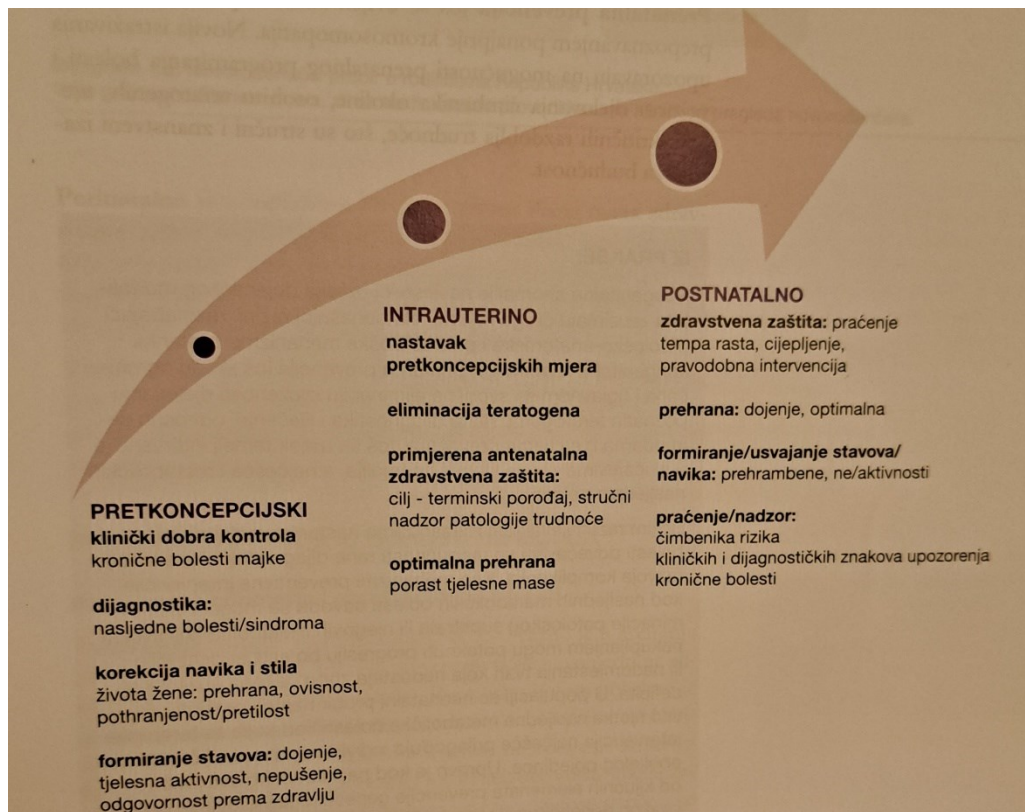 PRETKONCEPCIJSKI
klinički dobra kontrola
kronične bolesti majke
dijagnostika:
nasljedne bolesti/sindroma
korekcija navika i stila
života žene: prehrana, ovisnost,
pothranjenost/pretilost
formiranje stavova: dojenje,
tjelesna aktivnost, nepušenje,
odgovornost prema zdravlju
INTRAUTERINO
nastavak
pretkoncepcijskih mjera
eliminacija teratogena
primjerena antenatalna
zdravstvena zaštita:
cilj - terminski porođaj, stručni
nadzor patologije trudnoće
optimalna prehrana
porast tjelesne mase
POSTNATALNO
zdravstvena zaštita: praćenje
tempa rasta, cijepljenje,
pravodobna intervencija
prehrana: dojenje, optimalna
formiranje/usvajanje stavova/
navika: prehrambene, ne/aktivnosti
praćenje/nadzor:
čimbenika rizika
kliničkih i dijagnostičkih znakova upozorenja
kronične bolesti